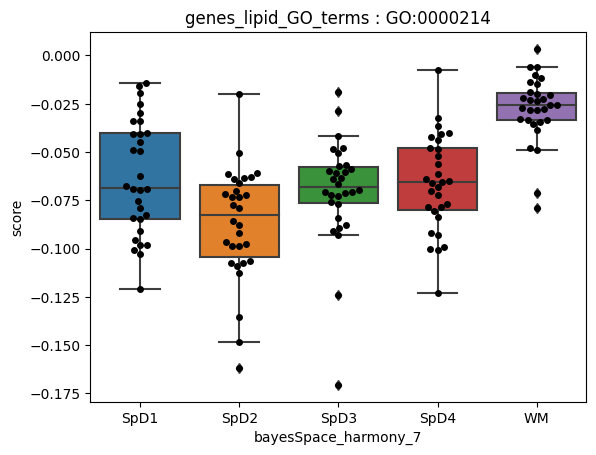 genes_lipid_GO_terms : GO:0000214
0.000
−0.025
−0.050
−0.075
−0.100
−0.125
−0.150
−0.175
score
SpD1 SpD2 SpD3 SpD4 WM
bayesSpace_harmony_7